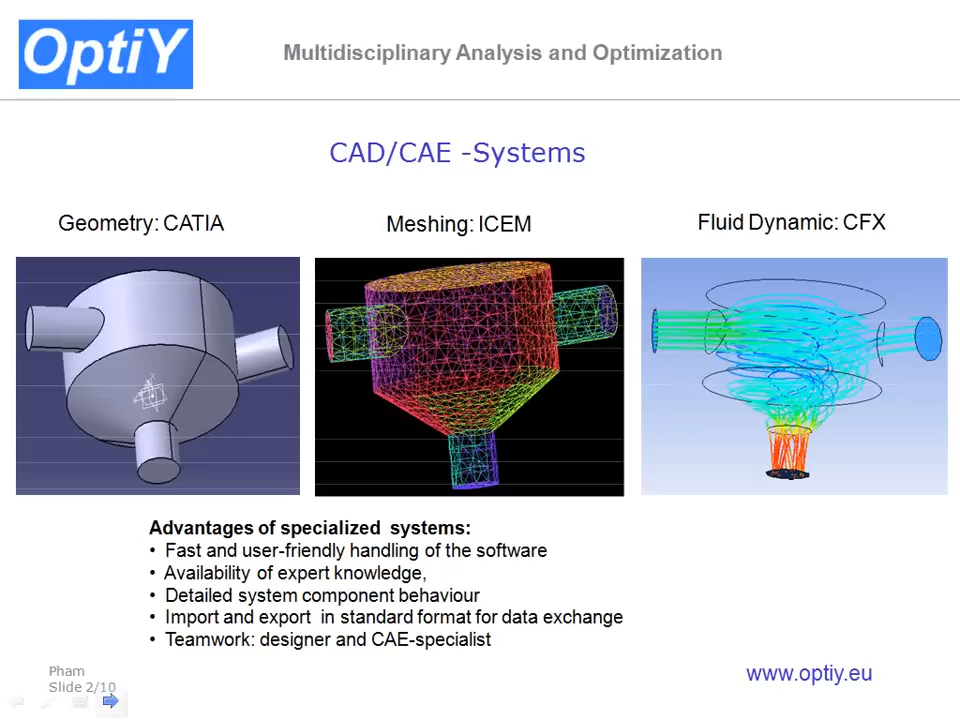 OptiY
Multidisciplinary Analysis and Optimization
CAD/CAE -Systems
Geometry: CATIA
Meshing: ICEM
Fluid Dynamic: CFX
Advantages of specialized systems:
• Fast and user-friendly handling of the software
• Availability of expert knowledge,
• Detailed system component behaviour
• Import and export in standard format for data exchange
• Teamwork: designer and CAE-specialist
Pham
Slide 2/10
www.optiy.eu